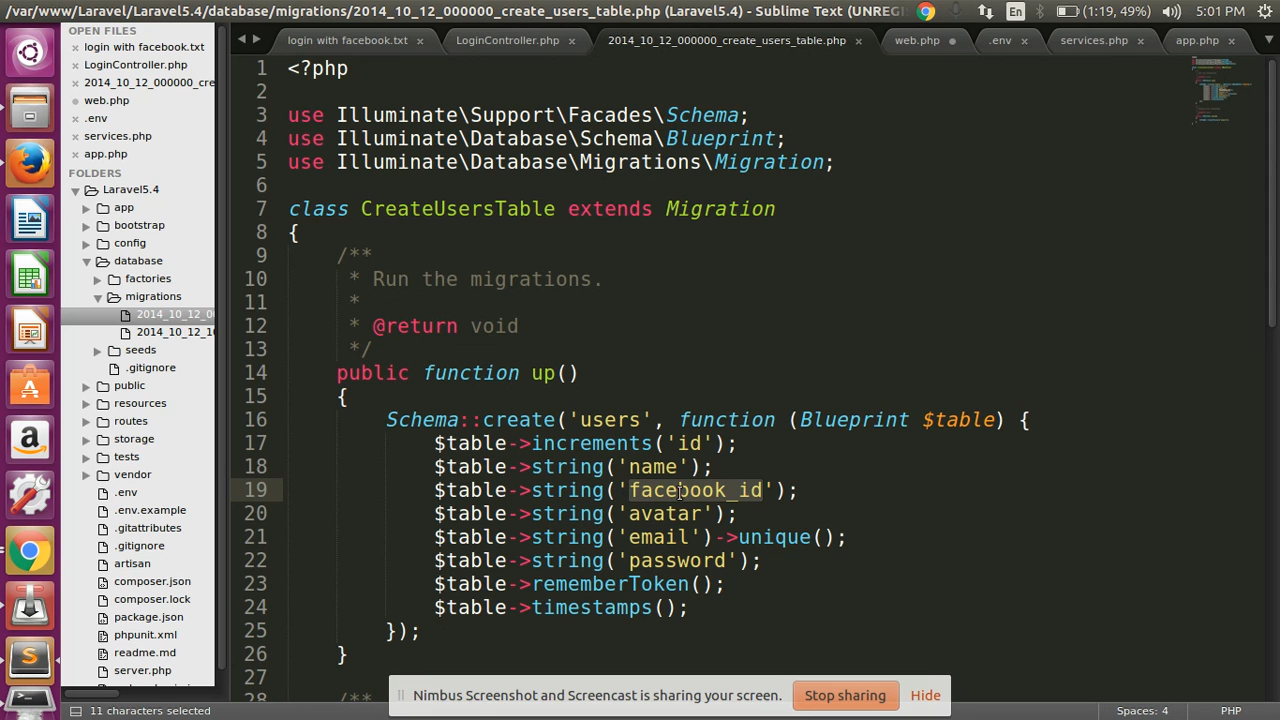 /var/www/Laravel/Laravel5.4/database/migrations/2014_10_12_000000_create_users_table.php (Laravel5.4) - Sublime Text (UNREGI
En
(1:19, 49%)
5:01 PM
OPEN FILES
login with facebook.txt
LoginController.php
2014_10_12_000000_cre
web.php
.env
services.php
app.php
FOLDERS
Laravel5.4
app
bootstrap
config
database
factories
migrations
2014_10_12_00
2014_10_12_10
seeds
.gitignore
public
resources
routes
storage
tests
vendor
.env
.env.example
.gitattributes
.gitignore
artisan
composer.json
composer.lock
package.json
phpunit.xml
readme.md
server.php
login with facebook.txt
LoginController.php
2014_10_12_000000_create_users_table.php
web.php
.env
services.php
app.php
1 <?php
2
3 use Illuminate\Support\Facades\Schema;
4 use Illuminate\Database\Schema\Blueprint;
5 use Illuminate\Database\Migrations\Migration;
6
7 class CreateUsersTable extends Migration
8 {
9 /**
10 * Run the migrations.
11 *
12 * @return void
13 */
14 public function up()
15 {
16 Schema::create('users', function (Blueprint $table) {
17 $table->increments('id');
18 $table->string('name');
19 $table->string('facebook_id');
20 $table->string('avatar');
21 $table->string('email')->unique();
22 $table->string('password');
23 $table->rememberToken();
24 $table->timestamps();
25 });
26 }
27
28 /**
Nimbus Screenshot and Screencast is sharing your screen.
Stop sharing
Hide
11 characters selected
Spaces: 4
PHP